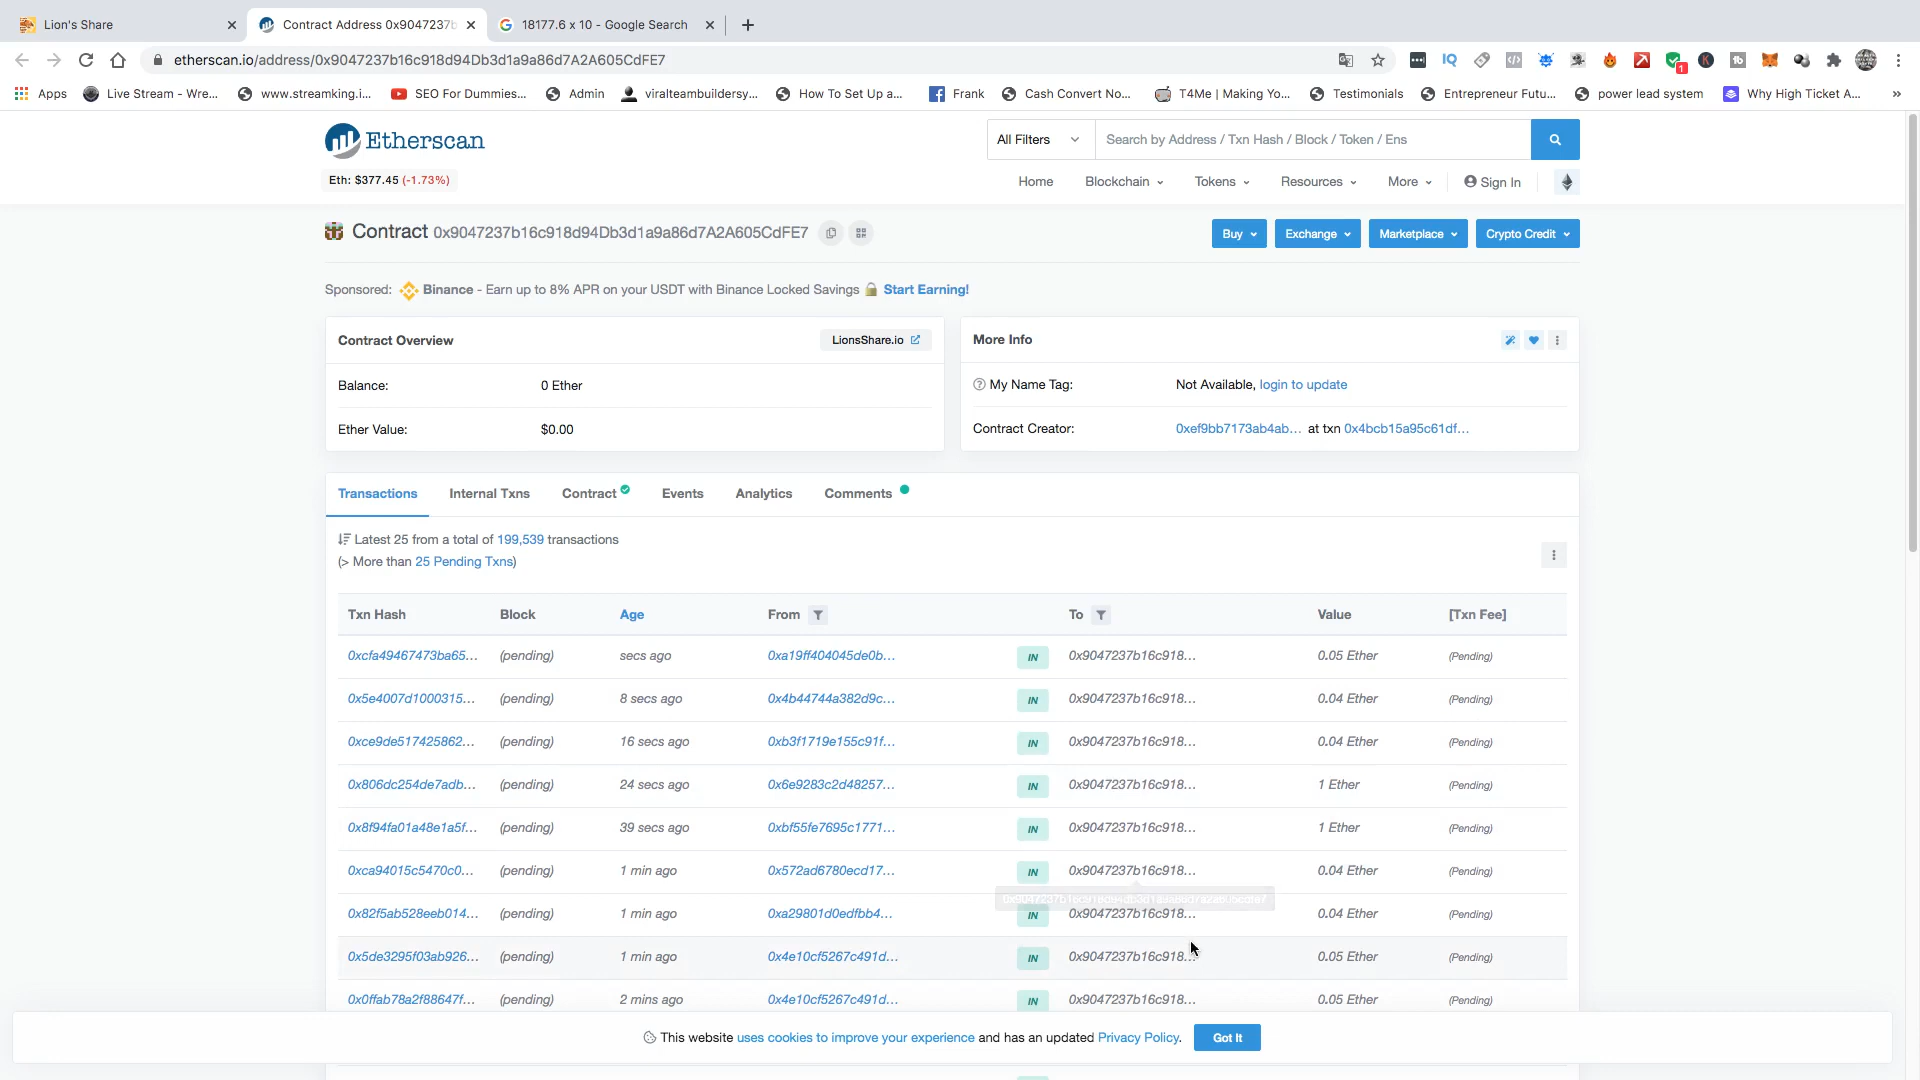 Lion's Share
Contract Address 0x9047237b
18177.6 x 10 - Google Search
etherscan.io/address/0x9047237b16c918d94Db3d1a9a86d7A2A605CdFE7
Apps
Live Stream - Wre...
www.streamking.i...
SEO For Dummies...
Admin
viralteambuildersy...
How To Set Up a...
Frank
Cash Convert No...
T4Me | Making Yo...
Testimonials
Entrepreneur Futu...
power lead system
Why High Ticket A...
»
Etherscan
All Filters
Search by Address / Txn Hash / Block / Token / Ens
Eth: $377.45 (-1.73%)
Home Blockchain Tokens Resources More Sign In
Contract 0x9047237b16c918d94Db3d1a9a86d7A2A605CdFE7
Buy Exchange Marketplace Crypto Credit
Sponsored: Binance - Earn up to 8% APR on your USDT with Binance Locked Savings Start Earning!
Contract Overview LionsShare.io
Balance: 0 Ether
Ether Value: $0.00
More Info
My Name Tag: Not Available, login to update
Contract Creator: 0xef9bb7173ab4ab... at txn 0x4bcb15a95c61df...
Transactions Internal Txns Contract Events Analytics Comments
Latest 25 from a total of 199,539 transactions
(> More than 25 Pending Txns)
Txn Hash Block Age From To Value [Txn Fee]
0xcfa49467473ba65... (pending) secs ago 0xa19ff404045de0b... IN 0x9047237b16c918... 0.05 Ether (Pending)
0x5e4007d1000315... (pending) 8 secs ago 0x4b44744a382d9c... IN 0x9047237b16c918... 0.04 Ether (Pending)
0xce9de517425862... (pending) 16 secs ago 0xb3f1719e155c91f... IN 0x9047237b16c918... 0.04 Ether (Pending)
0x806dc254de7adb... (pending) 24 secs ago 0x6e9283c2d48257... IN 0x9047237b16c918... 1 Ether (Pending)
0x8f94fa01a48e1a5f... (pending) 39 secs ago 0xbf55fe7695c1771... IN 0x9047237b16c918... 1 Ether (Pending)
0xca94015c5470c0... (pending) 1 min ago 0x572ad6780ecd17... IN 0x9047237b16c918... 0.04 Ether (Pending)
0x82f5ab528eeb014... (pending) 1 min ago 0xa29801d0edfbb4... IN 0x9047237b16c918... 0.04 Ether (Pending)
0x5de3295f03ab926... (pending) 1 min ago 0x4e10cf5267c491d... IN 0x9047237b16c918... 0.05 Ether (Pending)
0x0ffab78a2f88647f... (pending) 2 mins ago 0x4e10cf5267c491d... IN 0x9047237b16c918... 0.05 Ether (Pending)
This website uses cookies to improve your experience and has an updated Privacy Policy. Got It